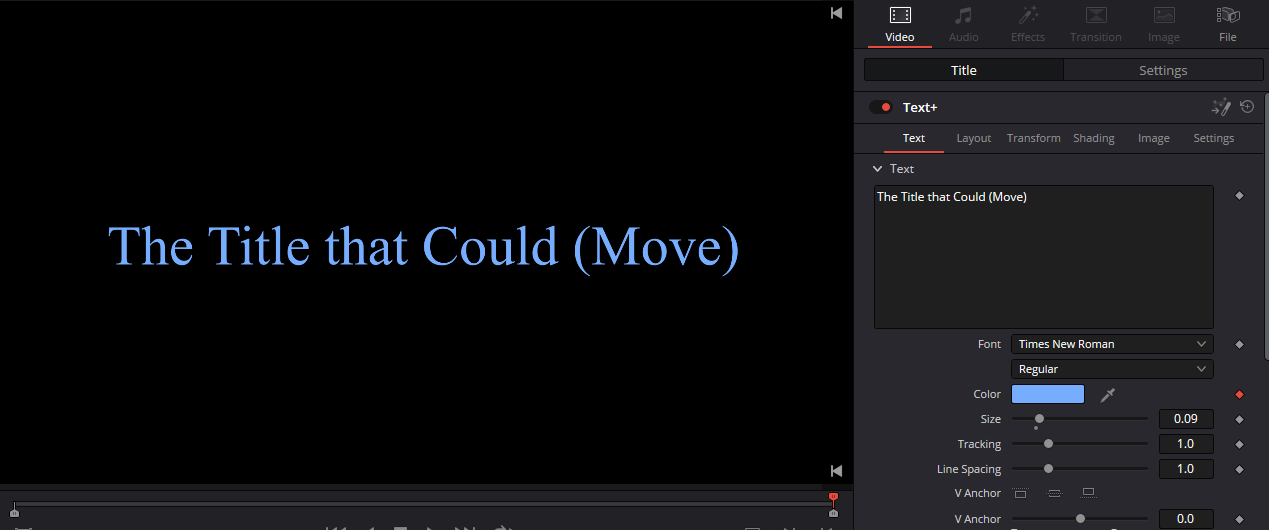 Video Audio Effects Transition Image File
Title Settings
Text+
Text Layout Transform Shading Image Settings
Text
The Title that Could (Move)
The Title that Could (Move)
Font Times New Roman
Regular
Color
Size 0.09
Tracking 1.0
Line Spacing 1.0
V Anchor
V Anchor 0.0